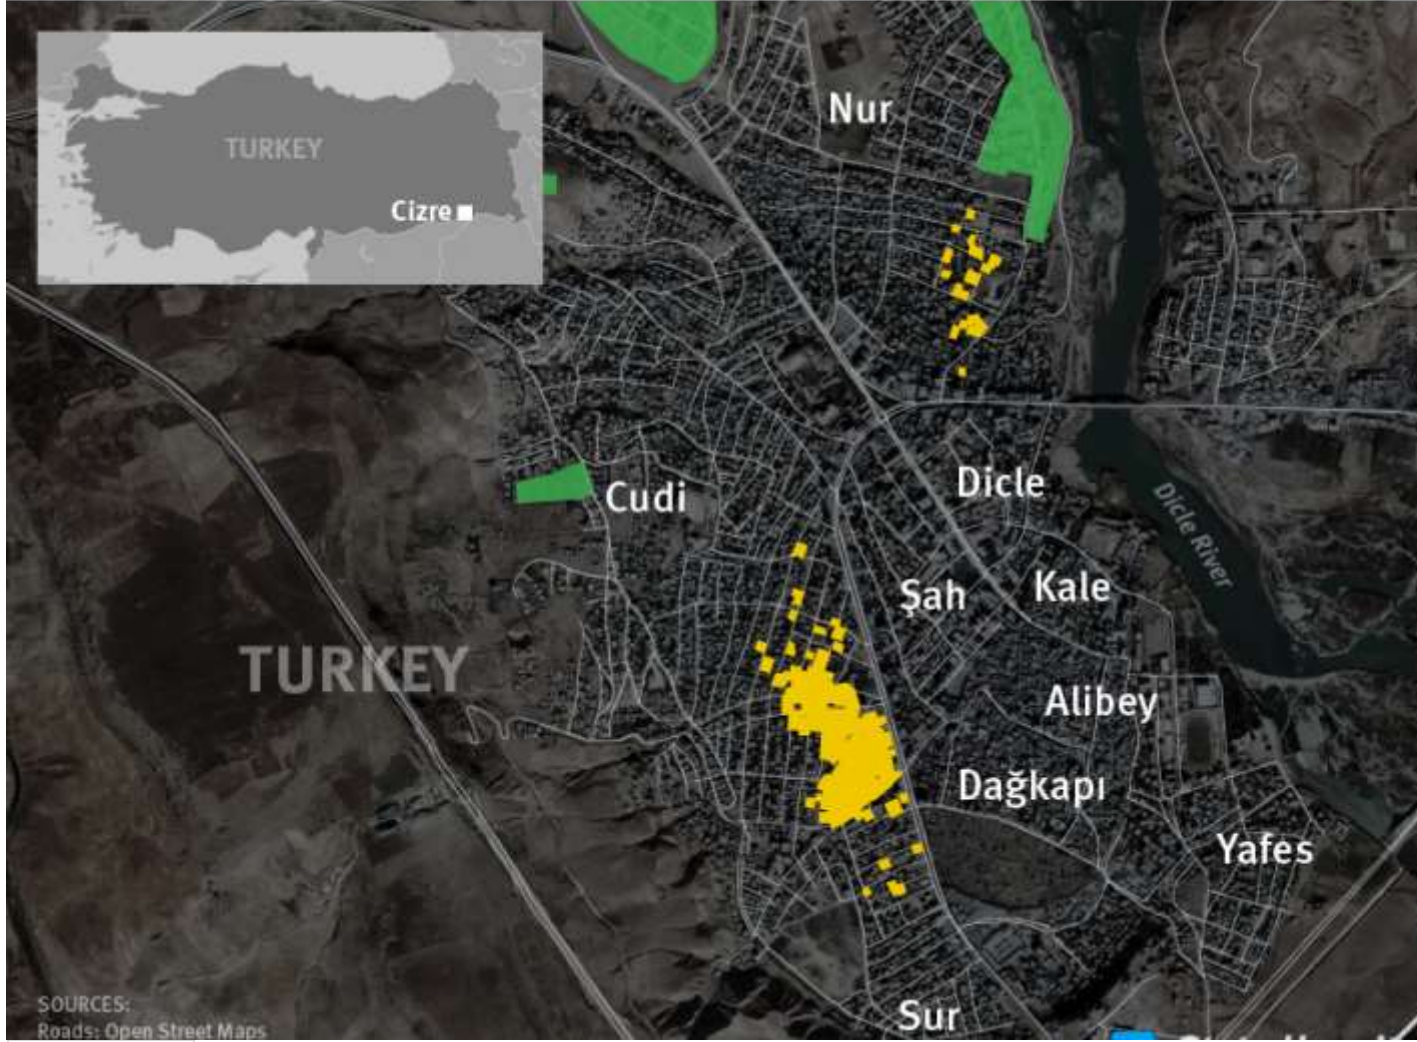 Nur
TURKEY
Cizre
Dicle
Cudi
Dicle River
Kale
Şah
TURKEY
Alibey
Dağkapı
Yafes
SOURCES:
Roads: Open Street Maps
Sur